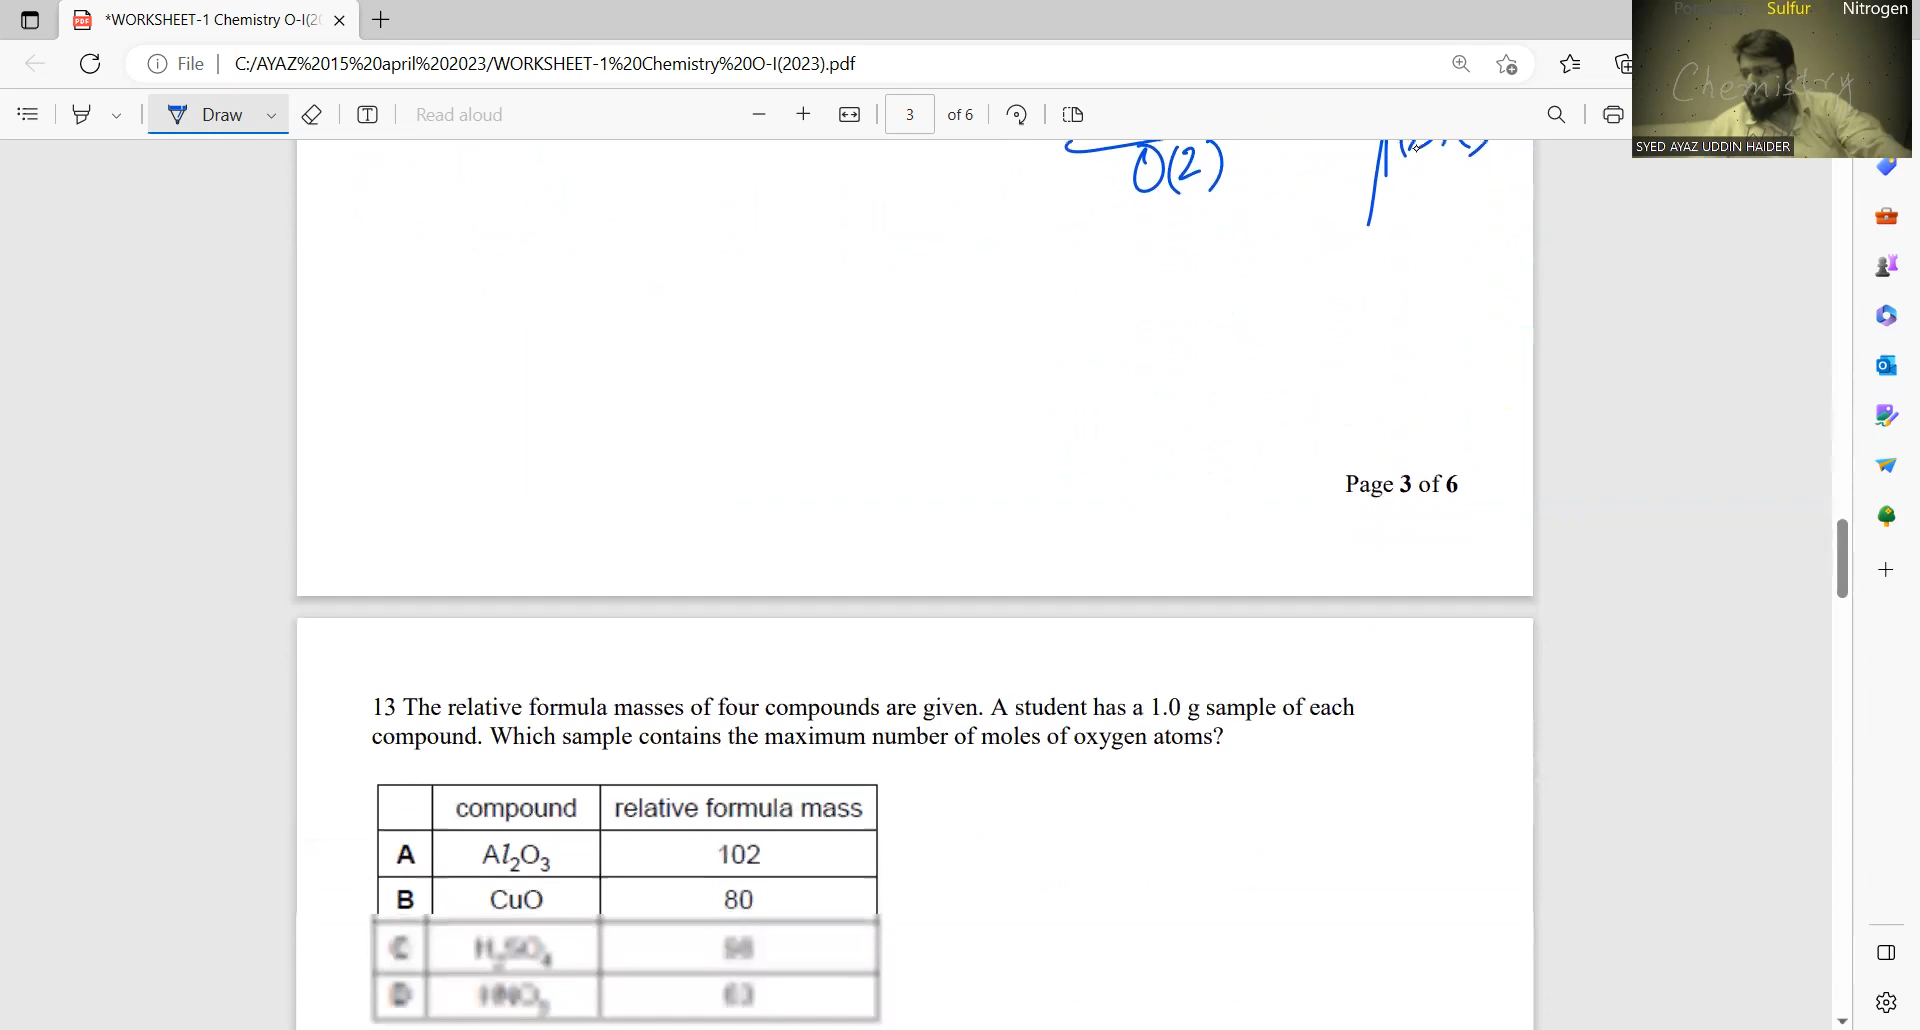 *WORKSHEET-1 Chemistry O-I(20
File
C:/AYAZ%2015%20april%202023/WORKSHEET-1%20Chemistry%20O-I(2023).pdf
Draw
Read aloud
3 of 6
Sulfur Nitrogen
Chemistry
SYED AYAZ UDDIN HAIDER
O(2)
Page 3 of 6
13 The relative formula masses of four compounds are given. A student has a 1.0 g sample of each
compound. Which sample contains the maximum number of moles of oxygen atoms?
compound relative formula mass
A Al₂O₃ 102
B CuO 80
C H₂SO₄ 98
D HNO₃ 63